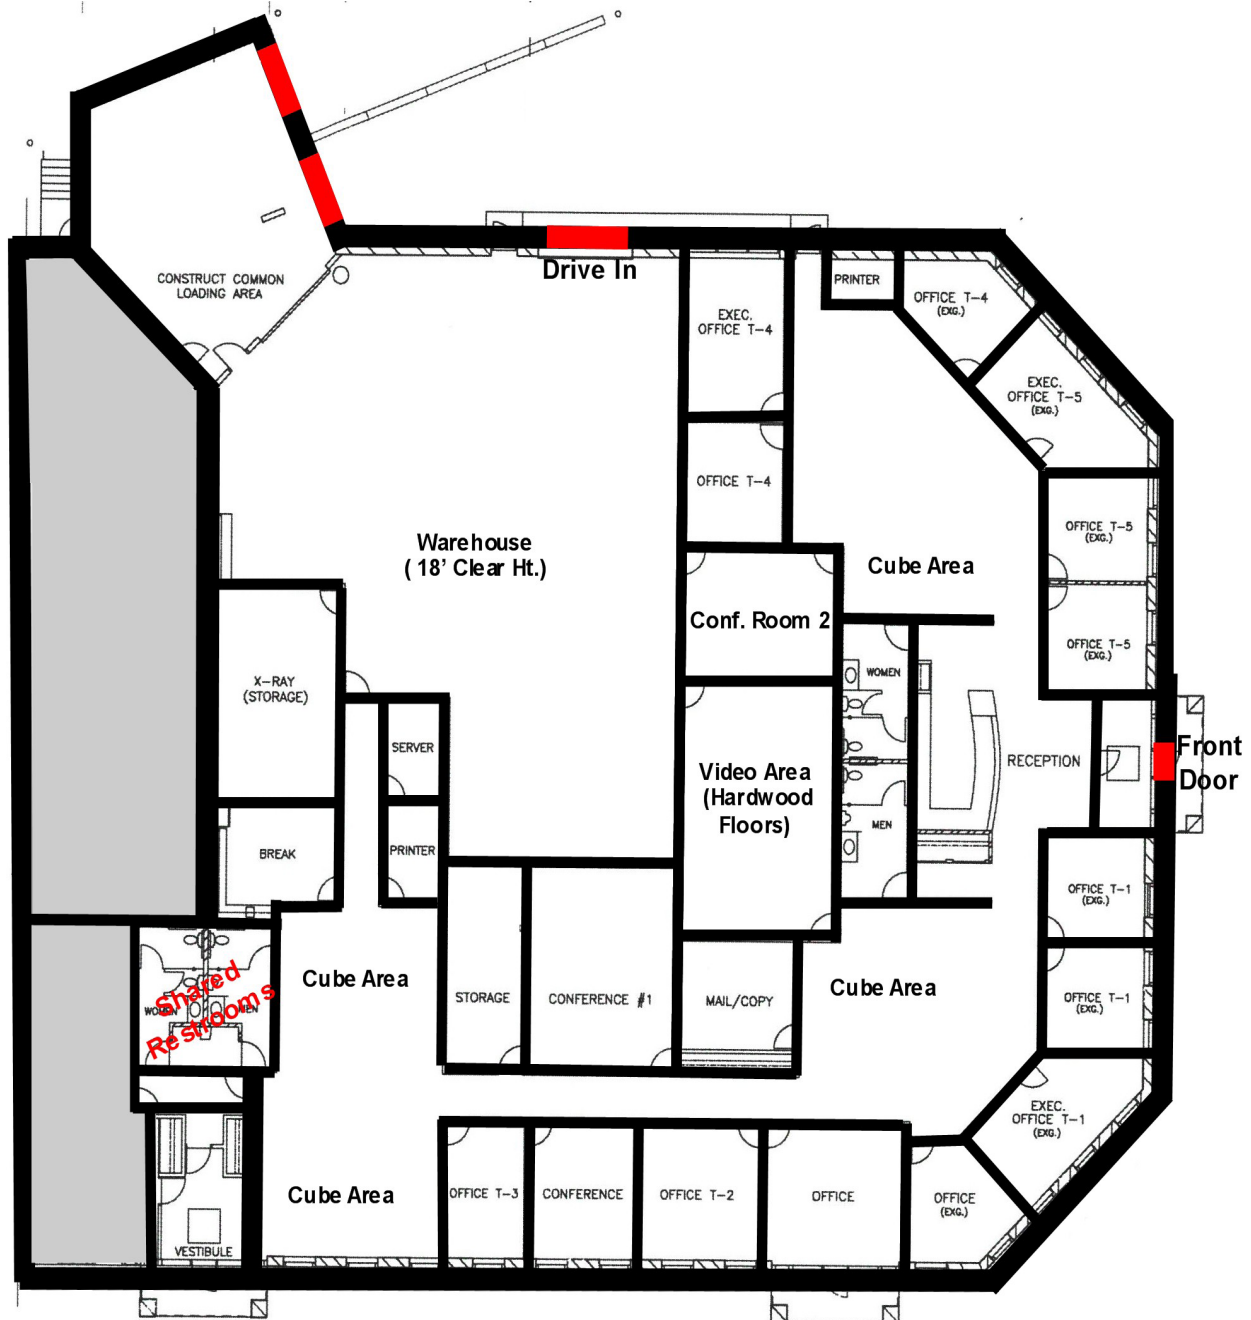 CONSTRUCT COMMON
LOADING AREA
Drive In
PRINTER
OFFICE T-4
(EXG.)
EXEC.
OFFICE T-4
EXEC.
OFFICE T-5
(EXG.)
OFFICE T-4
OFFICE T-5
(EXG.)
Warehouse
( 18' Clear Ht.)
Cube Area
Conf. Room 2
OFFICE T-5
(EXG.)
WOMEN
X-RAY
(STORAGE)
SERVER
Front
Door
RECEPTION
Video Area
(Hardwood
Floors)
MEN
BREAK
PRINTER
OFFICE T-1
(EXG.)
Shared
Restrooms
WOMEN
MEN
Cube Area
STORAGE
CONFERENCE #1
MAIL/COPY
Cube Area
OFFICE T-1
(EXG.)
EXEC.
OFFICE T-1
(EXG.)
Cube Area
OFFICE T-3
CONFERENCE
OFFICE T-2
OFFICE
OFFICE
(EXG.)
VESTIBULE